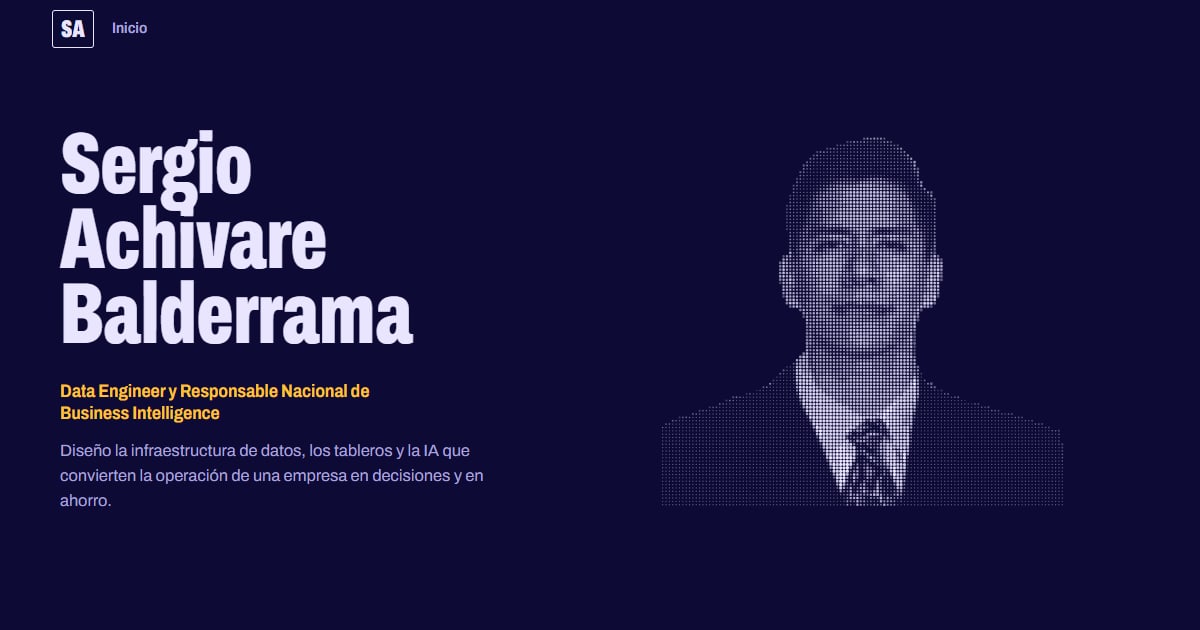 SA
Inicio
Sergio
Achivare
Balderrama
Data Engineer y Responsable Nacional de
Business Intelligence
Diseño la infraestructura de datos, los tableros y la IA que
convierten la operación de una empresa en decisiones y en
ahorro.